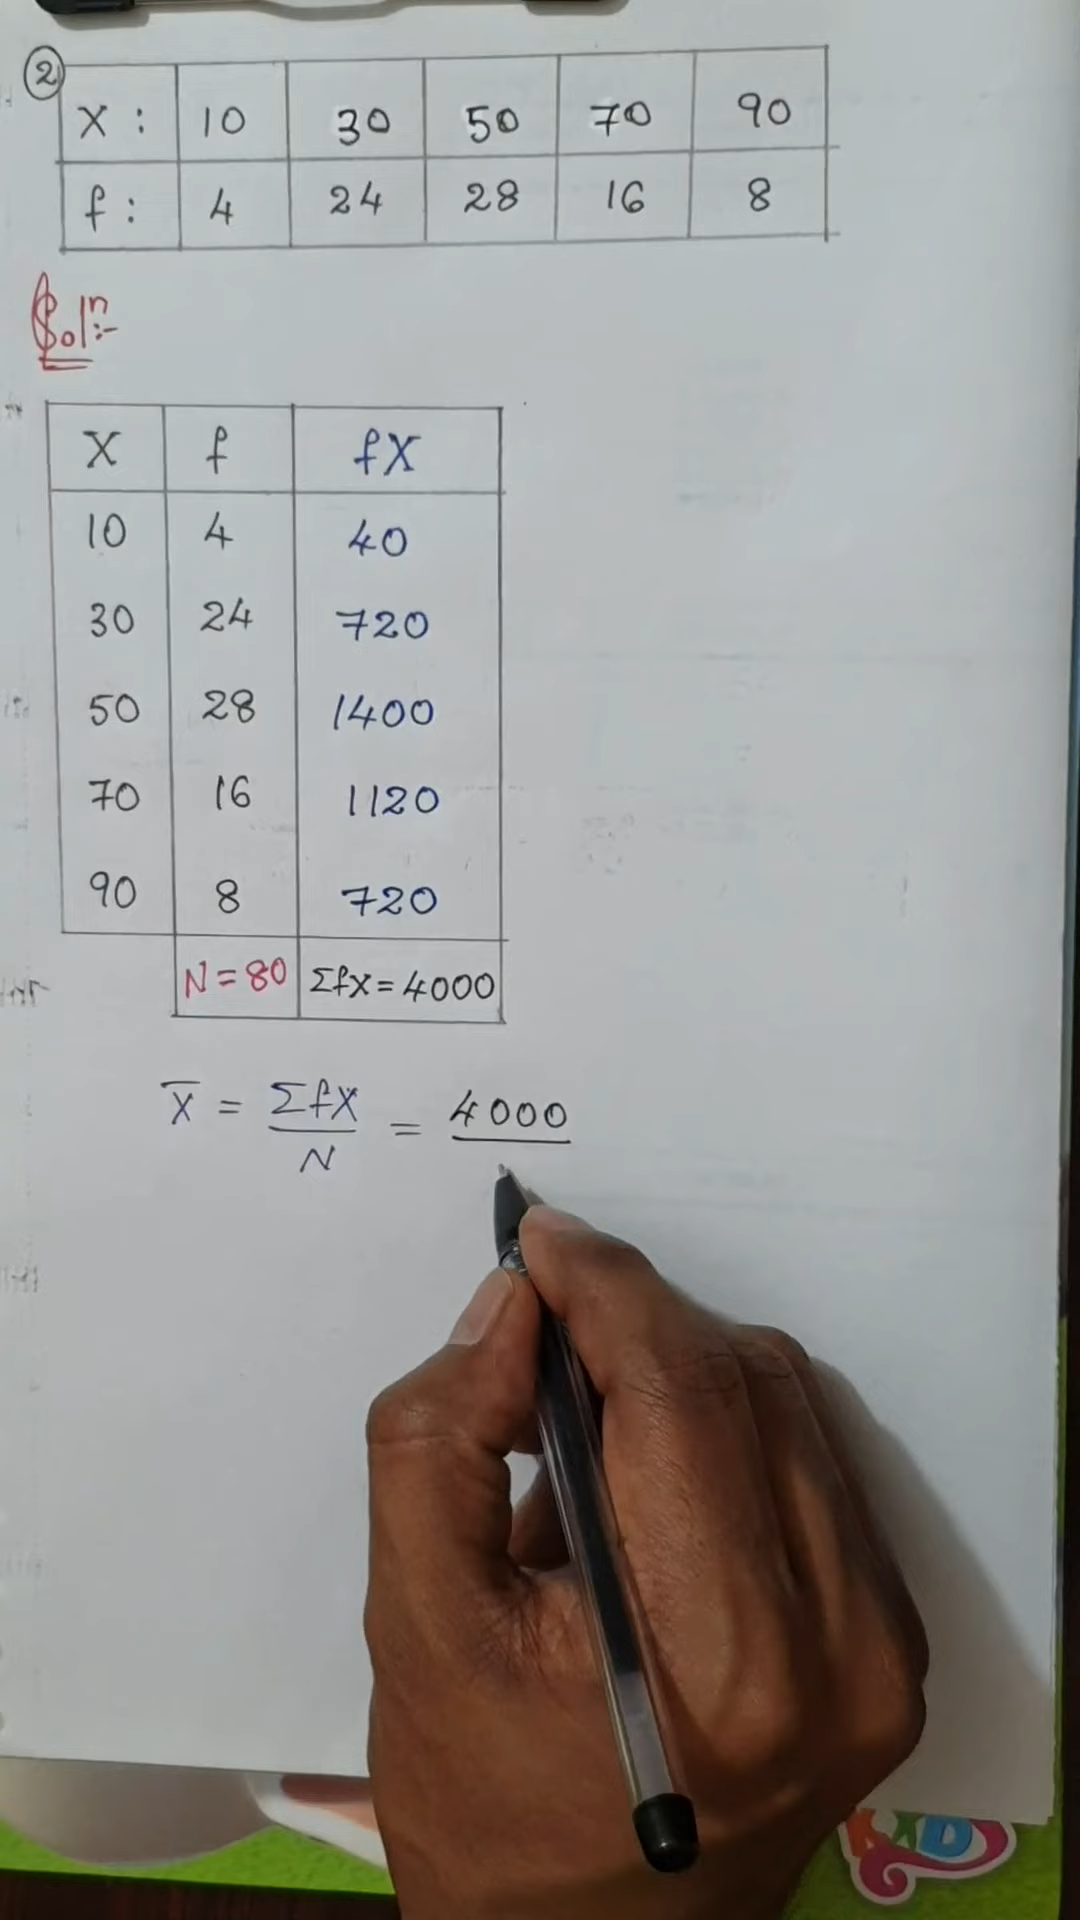 2
X : 10 30 50 70 90
f : 4 24 28 16 8
Solⁿ:-
X f fX
10 4 40
30 24 720
50 28 1400
70 16 1120
90 8 720
N = 80 Σfx = 4000
X̅ = ΣfX / N = 4000